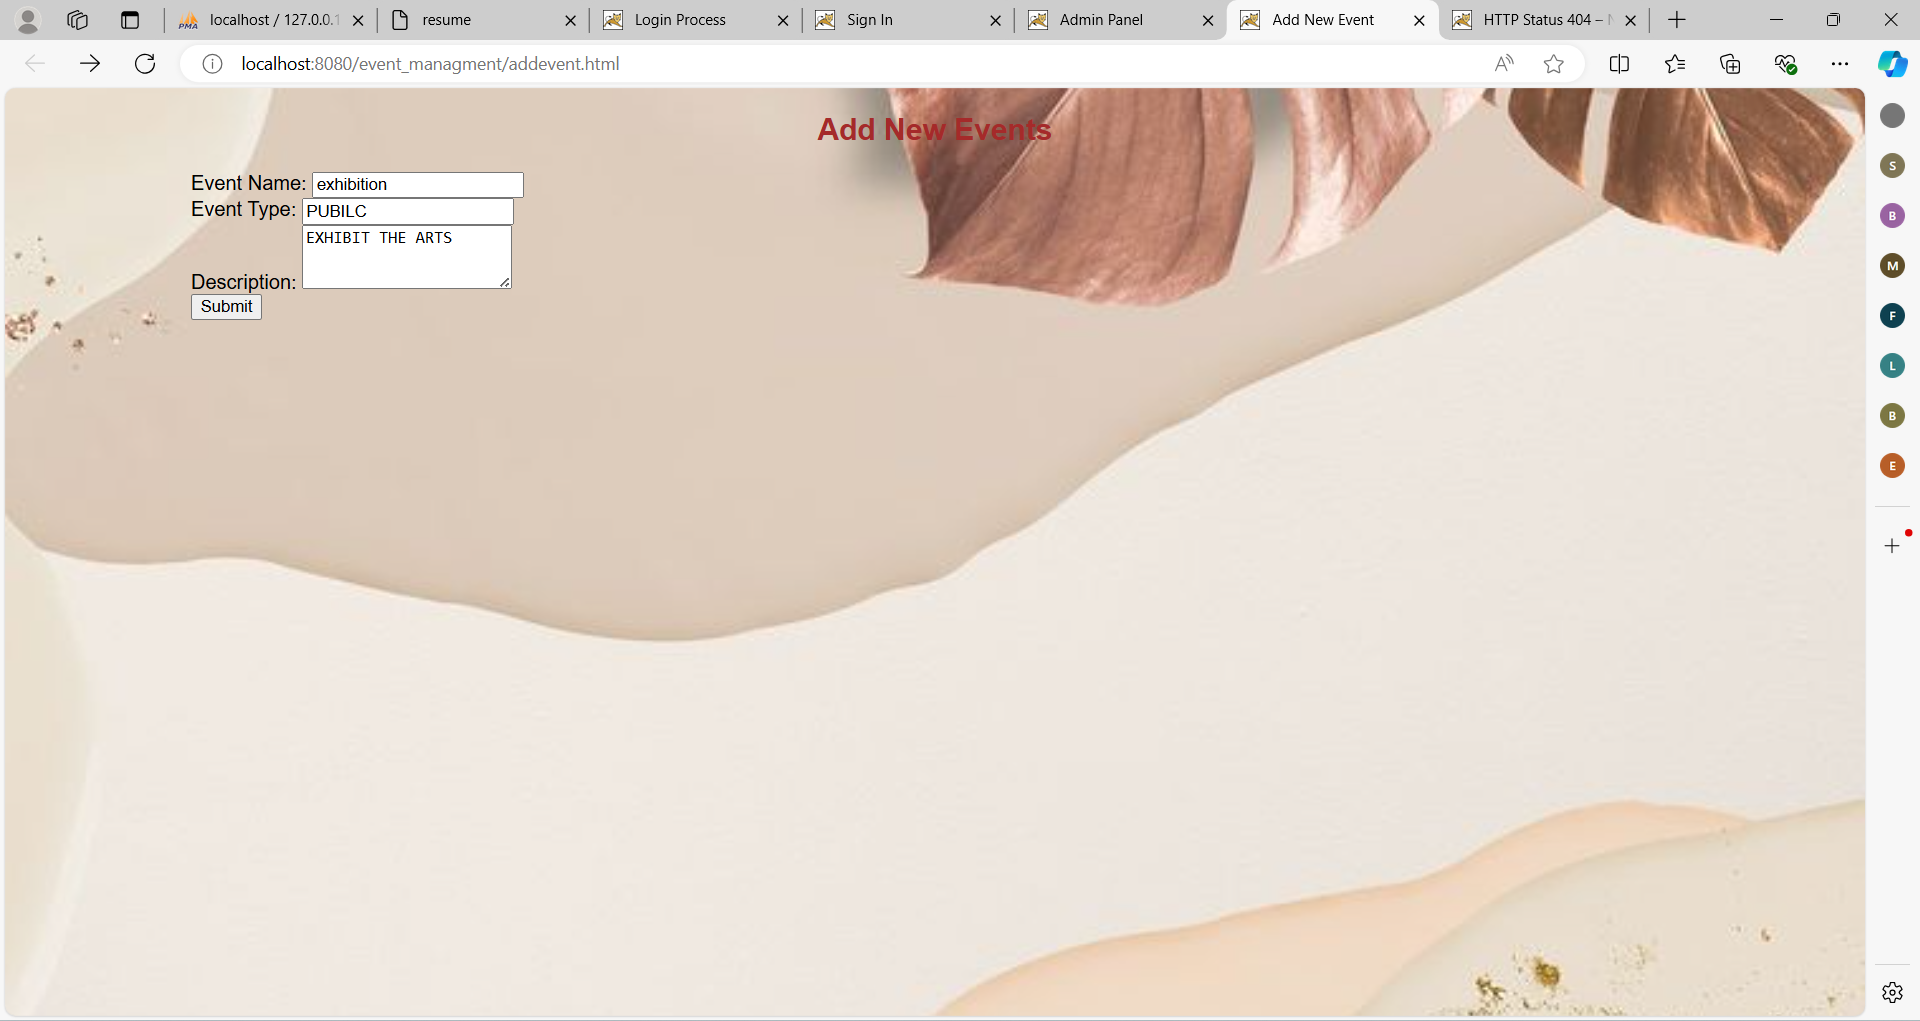 PMA localhost / 127.0.0.1
resume
Login Process
Sign In
Admin Panel
Add New Event
HTTP Status 404 –
localhost:8080/event_managment/addevent.html
Add New Events
Event Name: exhibition
Event Type: PUBILC
EXHIBIT THE ARTS
Description:
Submit
S
B
M
F
L
B
E